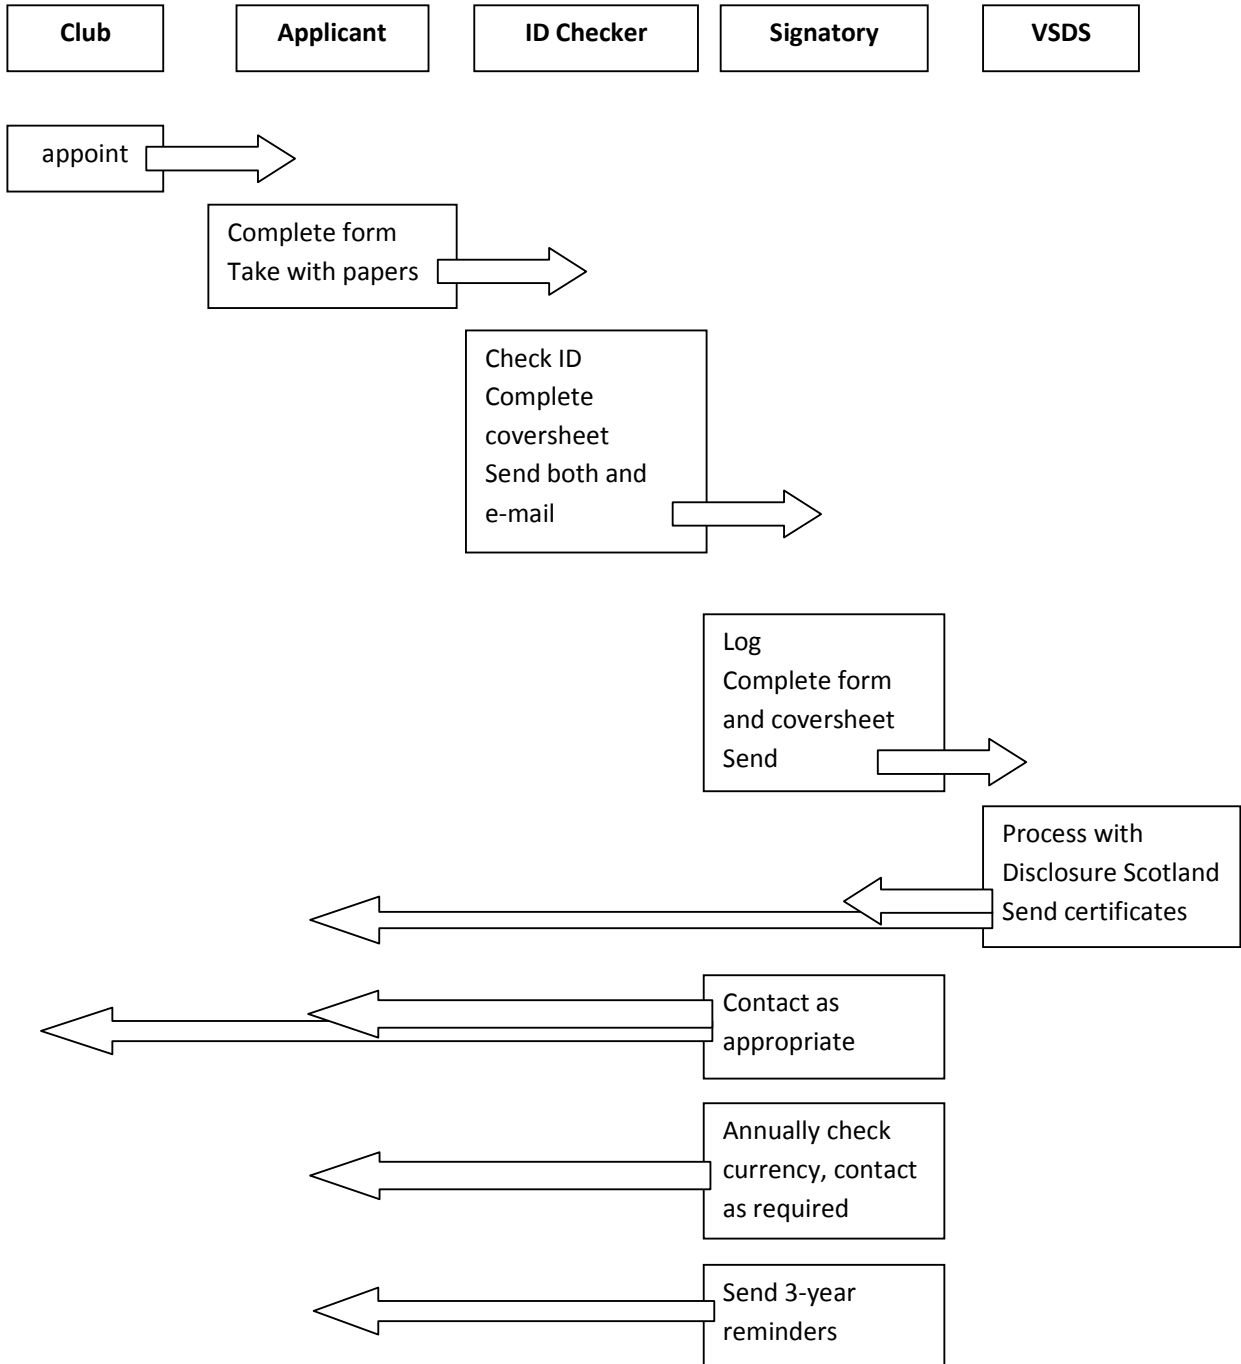 Club
Applicant
ID Checker
Signatory
VSDS
appoint
Complete form
Take with papers
Check ID
Complete
coversheet
Send both and
e-mail
Log
Complete form
and coversheet
Send
Process with
Disclosure Scotland
Send certificates
Contact as
appropriate
Annually check
currency, contact
as required
Send 3-year
reminders